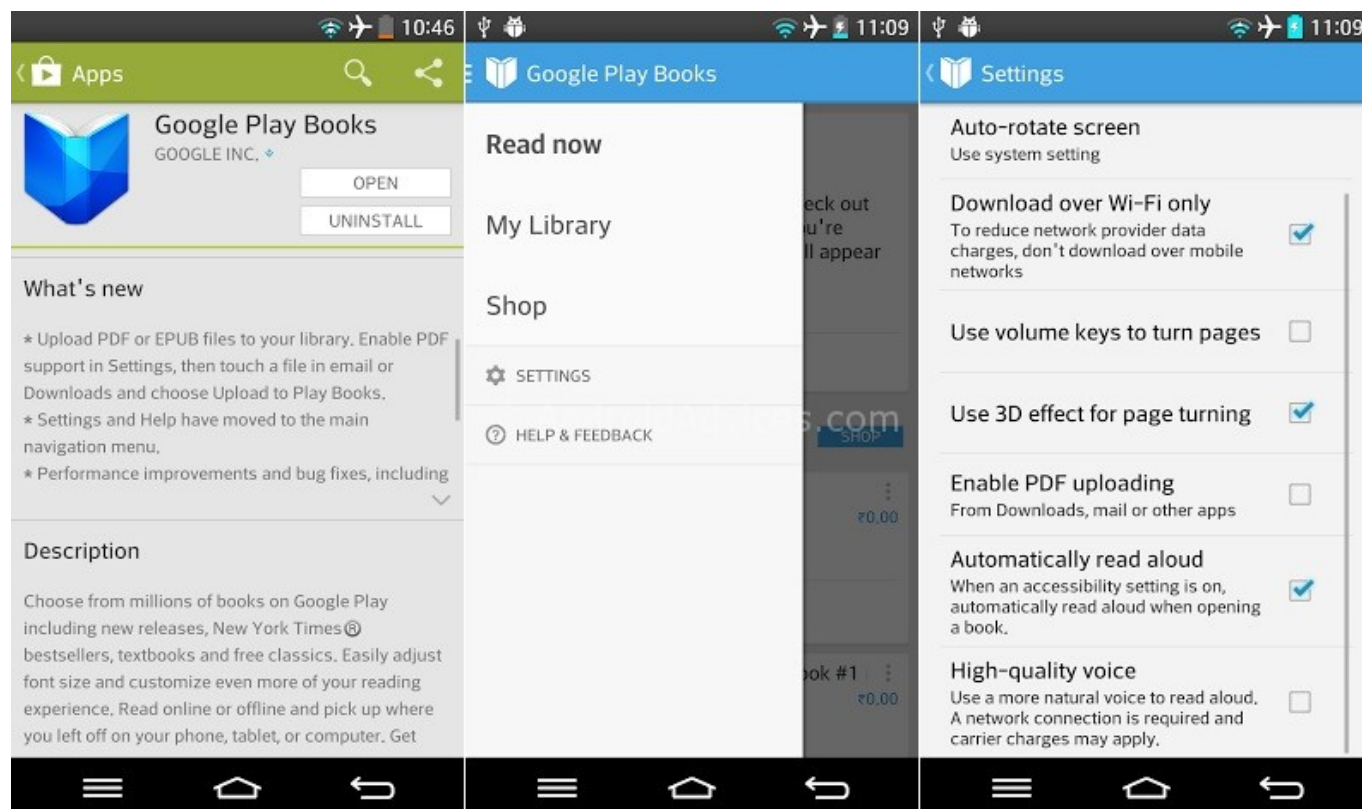 10:46
Apps
Google Play Books
GOOGLE INC.
OPEN
UNINSTALL
What's new
* Upload PDF or EPUB files to your library. Enable PDF
support in Settings, then touch a file in email or
Downloads and choose Upload to Play Books.
* Settings and Help have moved to the main
navigation menu.
* Performance improvements and bug fixes, including
Description
Choose from millions of books on Google Play
including new releases, New York Times®
bestsellers, textbooks and free classics. Easily adjust
font size and customize even more of your reading
experience. Read online or offline and pick up where
you left off on your phone, tablet, or computer. Get
11:09
Google Play Books
Read now
My Library
Shop
SETTINGS
HELP & FEEDBACK
eck out
u're
ll appear
s.com
SHOP
₹0.00
ook #1
₹0.00
11:09
Settings
Auto-rotate screen
Use system setting
Download over Wi-Fi only
To reduce network provider data
charges, don't download over mobile
networks
Use volume keys to turn pages
Use 3D effect for page turning
Enable PDF uploading
From Downloads, mail or other apps
Automatically read aloud
When an accessibility setting is on,
automatically read aloud when opening
a book.
High-quality voice
Use a more natural voice to read aloud.
A network connection is required and
carrier charges may apply.